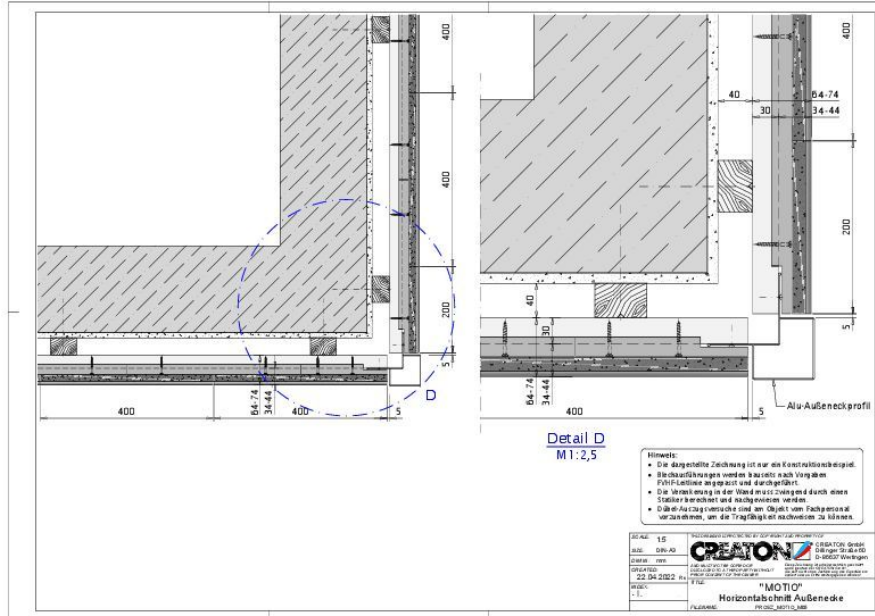 400
400
200
5
400
400
5
64-74
34-44
D
400
40
64-74
30
34-44
200
40
30
5
64-74
34-44
400
5
Alu-Außeneckprofil
Detail D
M 1:2,5
Hinweis:
• Die dargestellte Zeichnung ist nur ein Konstruktionsbeispiel.
• Blechausführungen werden bauseits nach Vorgaben
FVHF-Leitlinie angepasst und durchgeführt.
• Die Verankerung in der Wand muss zwingend durch einen
Statiker berechnet und nachgewiesen werden.
• Dübel-Auszugsversuche sind am Objekt vom Fachpersonal
vorzunehmen, um die Tragfähigkeit nachweisen zu können.
SCALE: 1:5
SIZE: DIN-A3
mm
CREATED:
22.04.2022
INDEX:
- | -
CREATON
CREATON GmbH
Dillinger Straße 60
D-86637 Wertingen
TITLE:
"MOTIO"
Horizontalschnitt Außenecke
FILENAME: